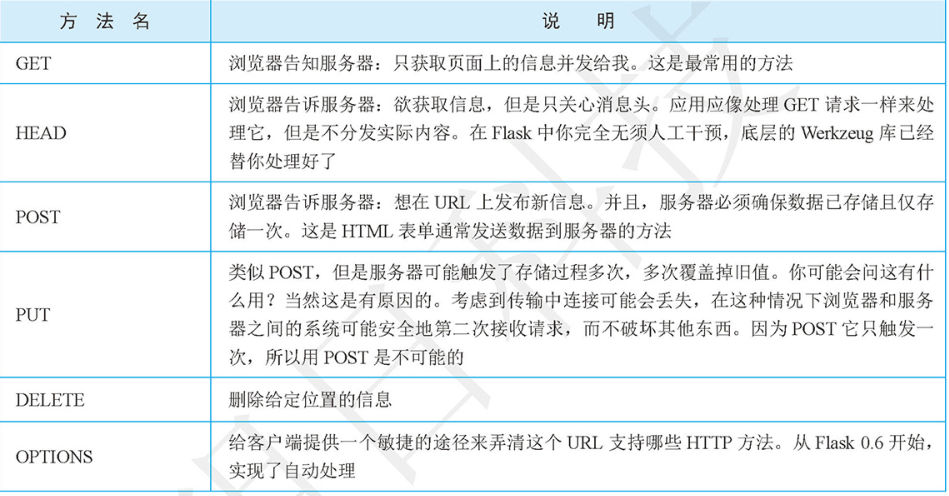 方 法 名 说 明
GET 浏览器告知服务器：只获取页面上的信息并发给我。这是最常用的方法
浏览器告诉服务器：欲获取信息，但是只关心消息头。应用应像处理 GET 请求一样来处
HEAD 理它，但是不分发实际内容。在 Flask 中你完全无须人工干预，底层的 Werkzeug 库已经
替你处理好了
POST 浏览器告诉服务器：想在 URL 上发布新信息。并且，服务器必须确保数据已存储且仅存
储一次。这是 HTML 表单通常发送数据到服务器的方法
类似 POST，但是服务器可能触发了存储过程多次，多次覆盖掉旧值。你可能会问这有什
PUT 么用？当然这是有原因的。考虑到传输中连接可能会丢失，在这种情况下浏览器和服务
器之间的系统可能安全地第二次接收请求，而不破坏其他东西。因为 POST 它只触发一
次，所以用 POST 是不可能的
DELETE 删除给定位置的信息
OPTIONS 给客户端提供一个敏捷的途径来弄清这个 URL 支持哪些 HTTP 方法。从 Flask 0.6 开始，
实现了自动处理
明日科技